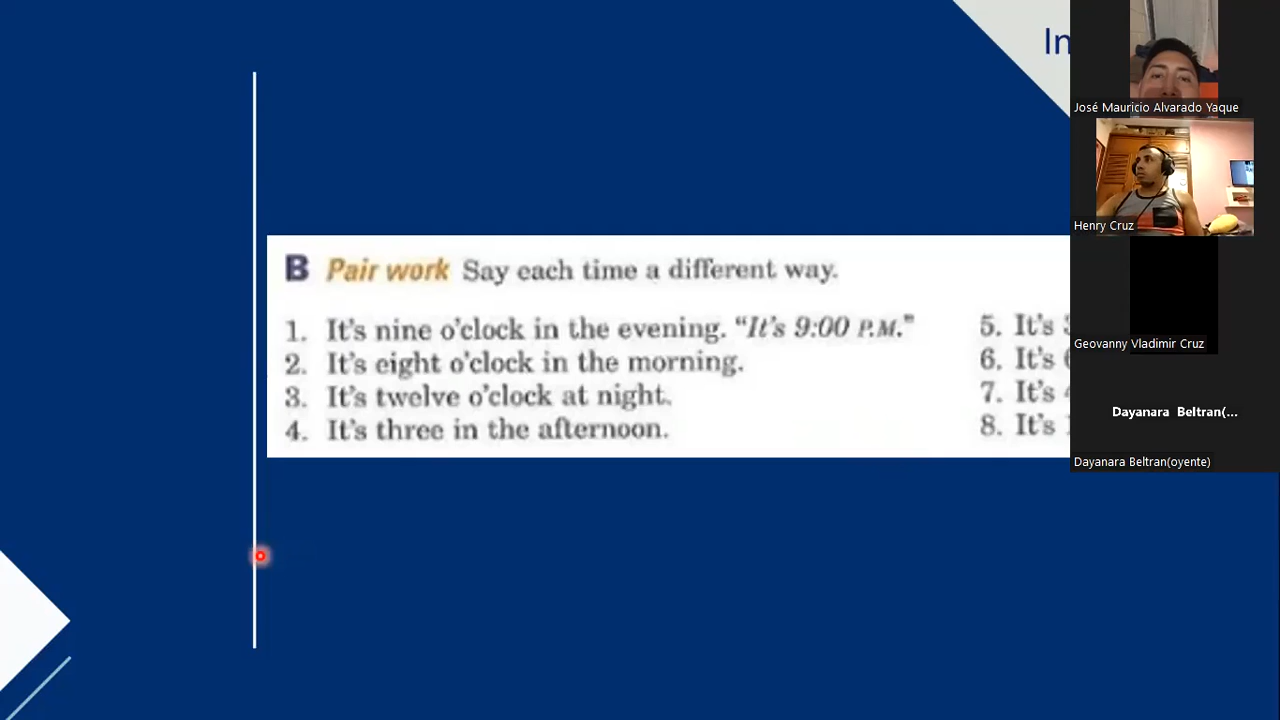 In
B Pair work Say each time a different way.
1. It's nine o'clock in the evening. "It's 9:00 P.M."
2. It's eight o'clock in the morning.
3. It's twelve o'clock at night.
4. It's three in the afternoon.
5. It's
6. It's
7. It's
8. It's
José Mauricio Alvarado Yaque
Henry Cruz
Geovanny Vladimir Cruz
Dayanara Beltran(...
Dayanara Beltran(oyente)